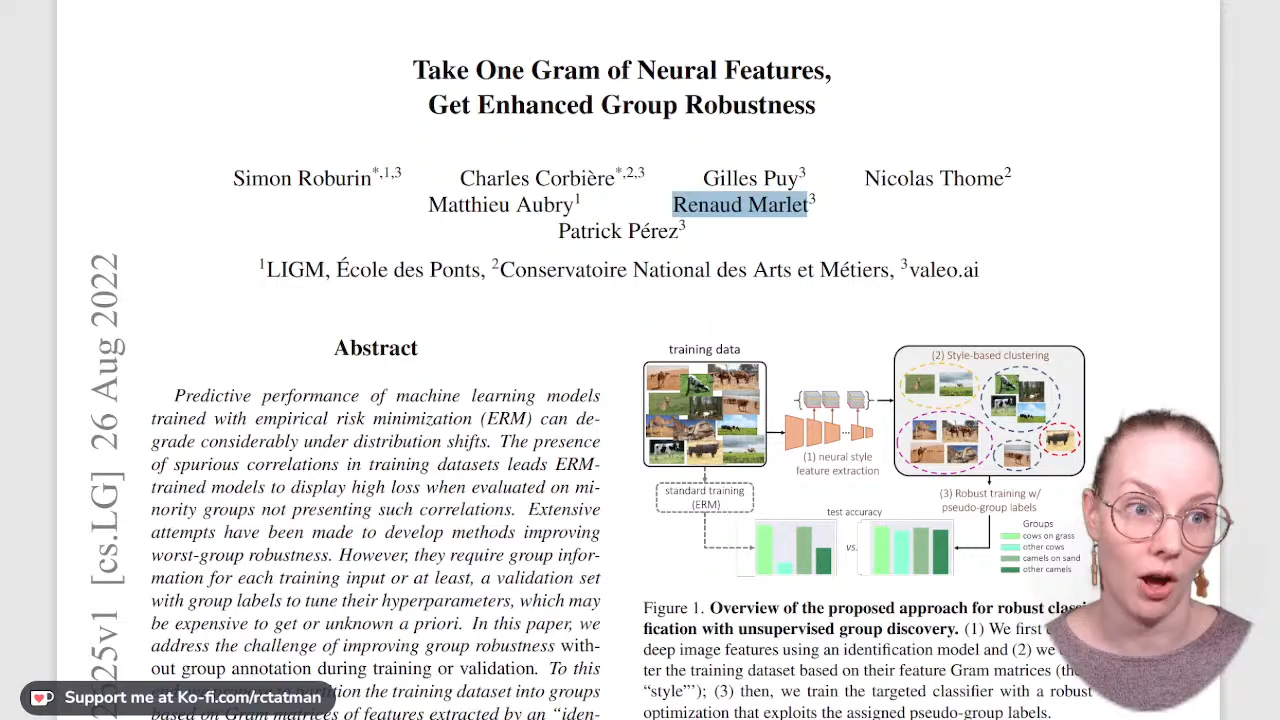 Take One Gram of Neural Features,
Get Enhanced Group Robustness
Simon Roburin*,1,3 Charles Corbière*,2,3 Gilles Puy3 Nicolas Thome2
Matthieu Aubry1 Renaud Marlet3
Patrick Pérez3
1LIGM, École des Ponts, 2Conservatoire National des Arts et Métiers, 3valeo.ai
[cs.LG] 26 Aug 2022
Abstract
Predictive performance of machine learning models
trained with empirical risk minimization (ERM) can de-
grade considerably under distribution shifts. The presence
of spurious correlations in training datasets leads ERM-
trained models to display high loss when evaluated on mi-
nority groups not presenting such correlations. Extensive
attempts have been made to develop methods improving
worst-group robustness. However, they require group infor-
mation for each training input or at least, a validation set
with group labels to tune their hyperparameters, which may
be expensive to get or unknown a priori. In this paper, we
address the challenge of improving group robustness with-
out group annotation during training or validation. To this
the training dataset into groups
of features extracted by an “iden-
training data
(1) neural style
feature extraction
(2) Style-based clustering
standard training
(ERM)
(3) Robust training w/
pseudo-group labels
test accuracy
vs.
Groups
cows on grass
other cows
camels on sand
other camels
Figure 1. Overview of the proposed approach for robust classi-
fication with unsupervised group discovery. (1) We first
deep image features using an identification model and (2) we
ter the training dataset based on their feature Gram matrices
“style”’); (3) then, we train the targeted classifier with a robust
optimization that exploits the assigned pseudo-group labels.
Support me at Ko-fi.com/rctatman